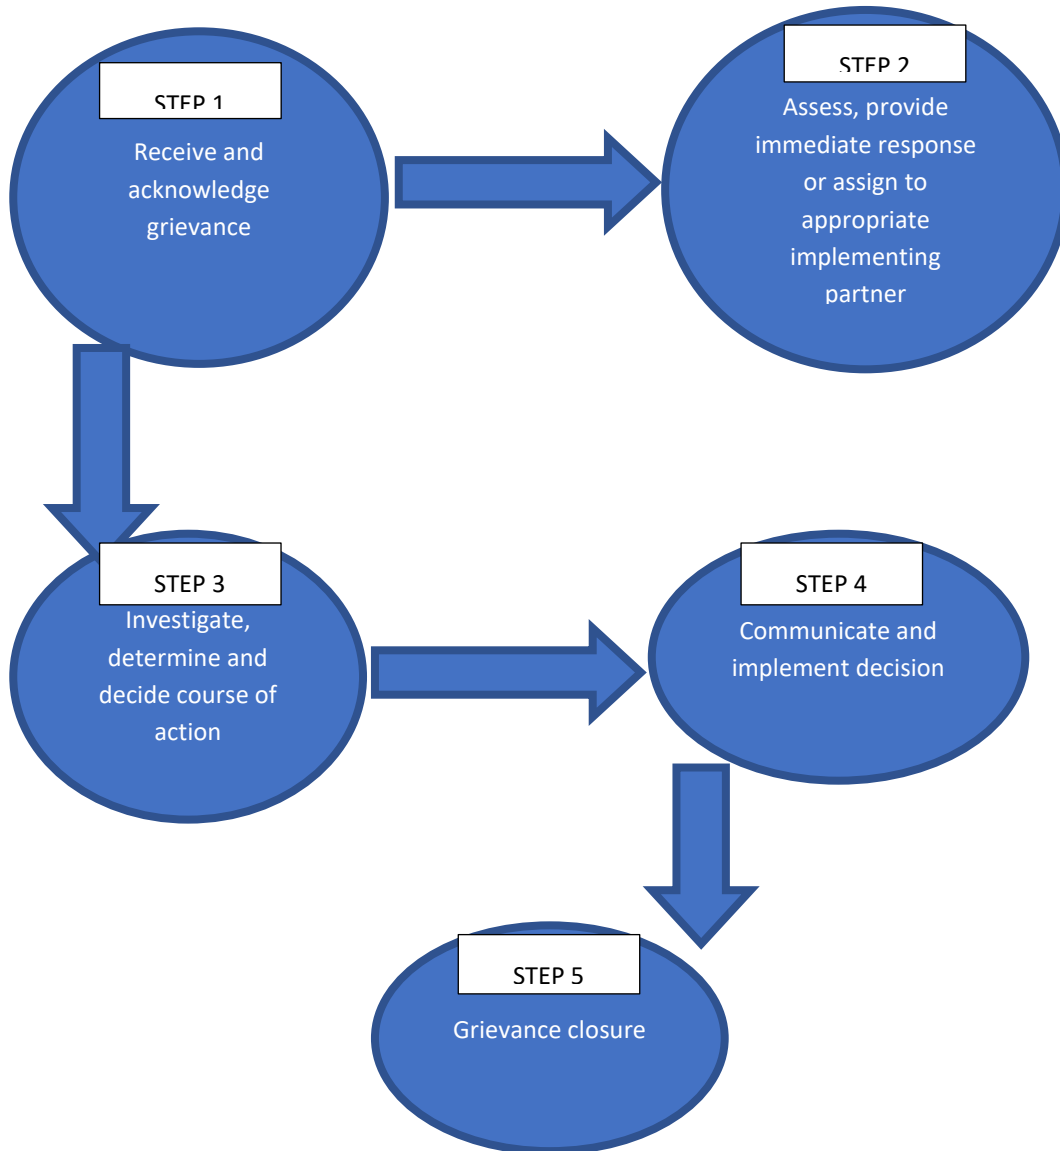 STEP 1
Receive and
acknowledge
grievance
STEP 2
Assess, provide
immediate response
or assign to
appropriate
implementing
partner
STEP 3
Investigate,
determine and
decide course of
action
STEP 4
Communicate and
implement decision
STEP 5
Grievance closure